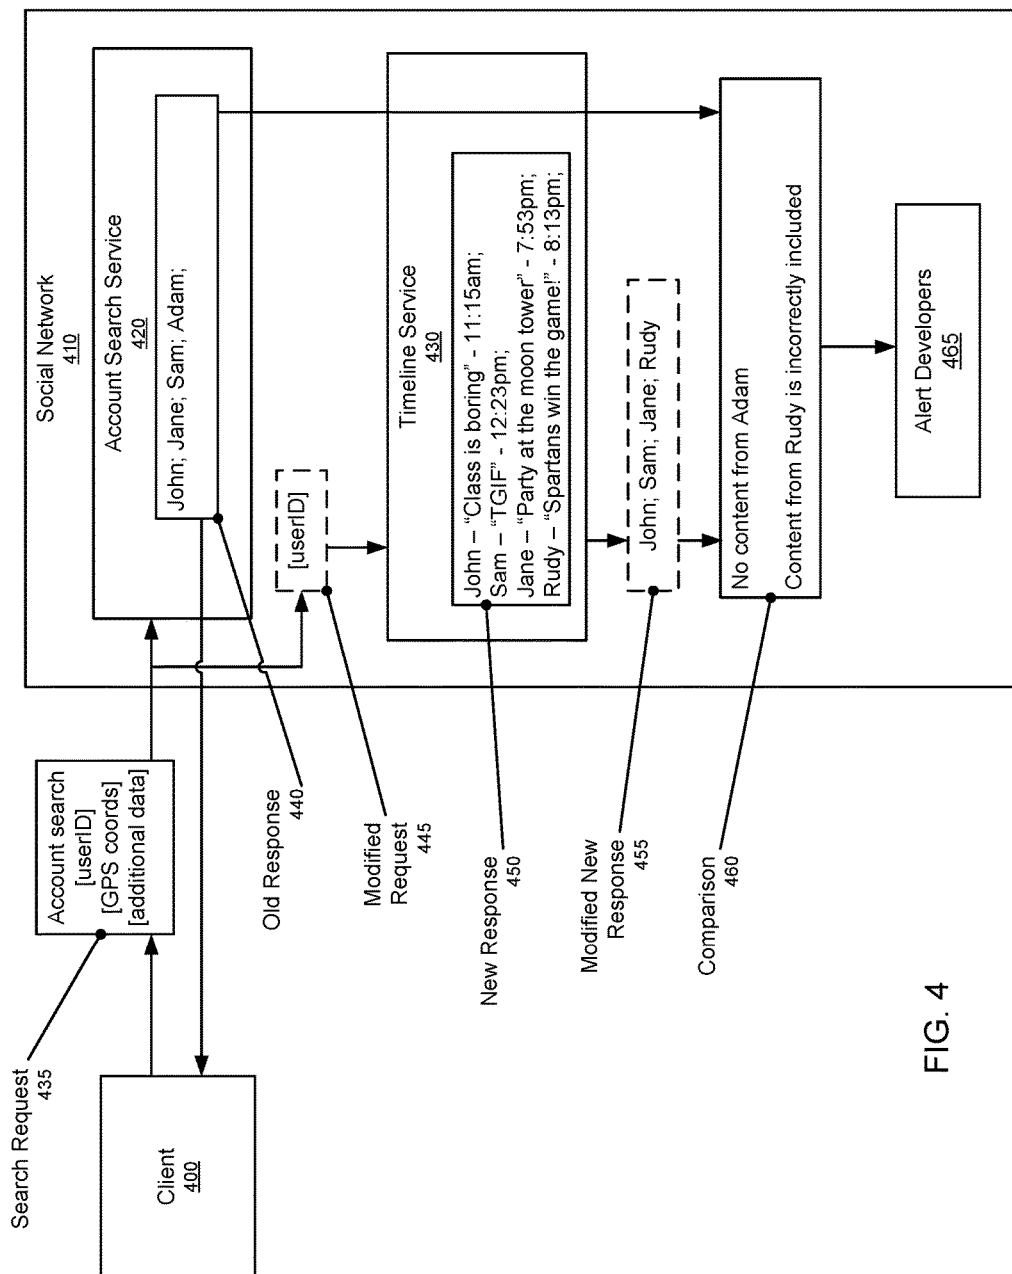 Social Network
410
Account Search Service
420
John; Jane; Sam; Adam;
Search Request
435
Account search
[userID]
[GPS coords]
[additional data]
Client
400
Old Response
440
[userID]
Modified
Request
445
Timeline Service
430
John – “Class is boring” - 11:15am;
Sam – “TGIF” - 12:23pm;
Jane – “Party at the moon tower” - 7:53pm;
Rudy – “Spartans win the game!” - 8:13pm;
New Response
450
John; Sam; Jane; Rudy
Modified New
Response
455
No content from Adam
Content from Rudy is incorrectly included
Comparison
460
Alert Developers
465
FIG. 4